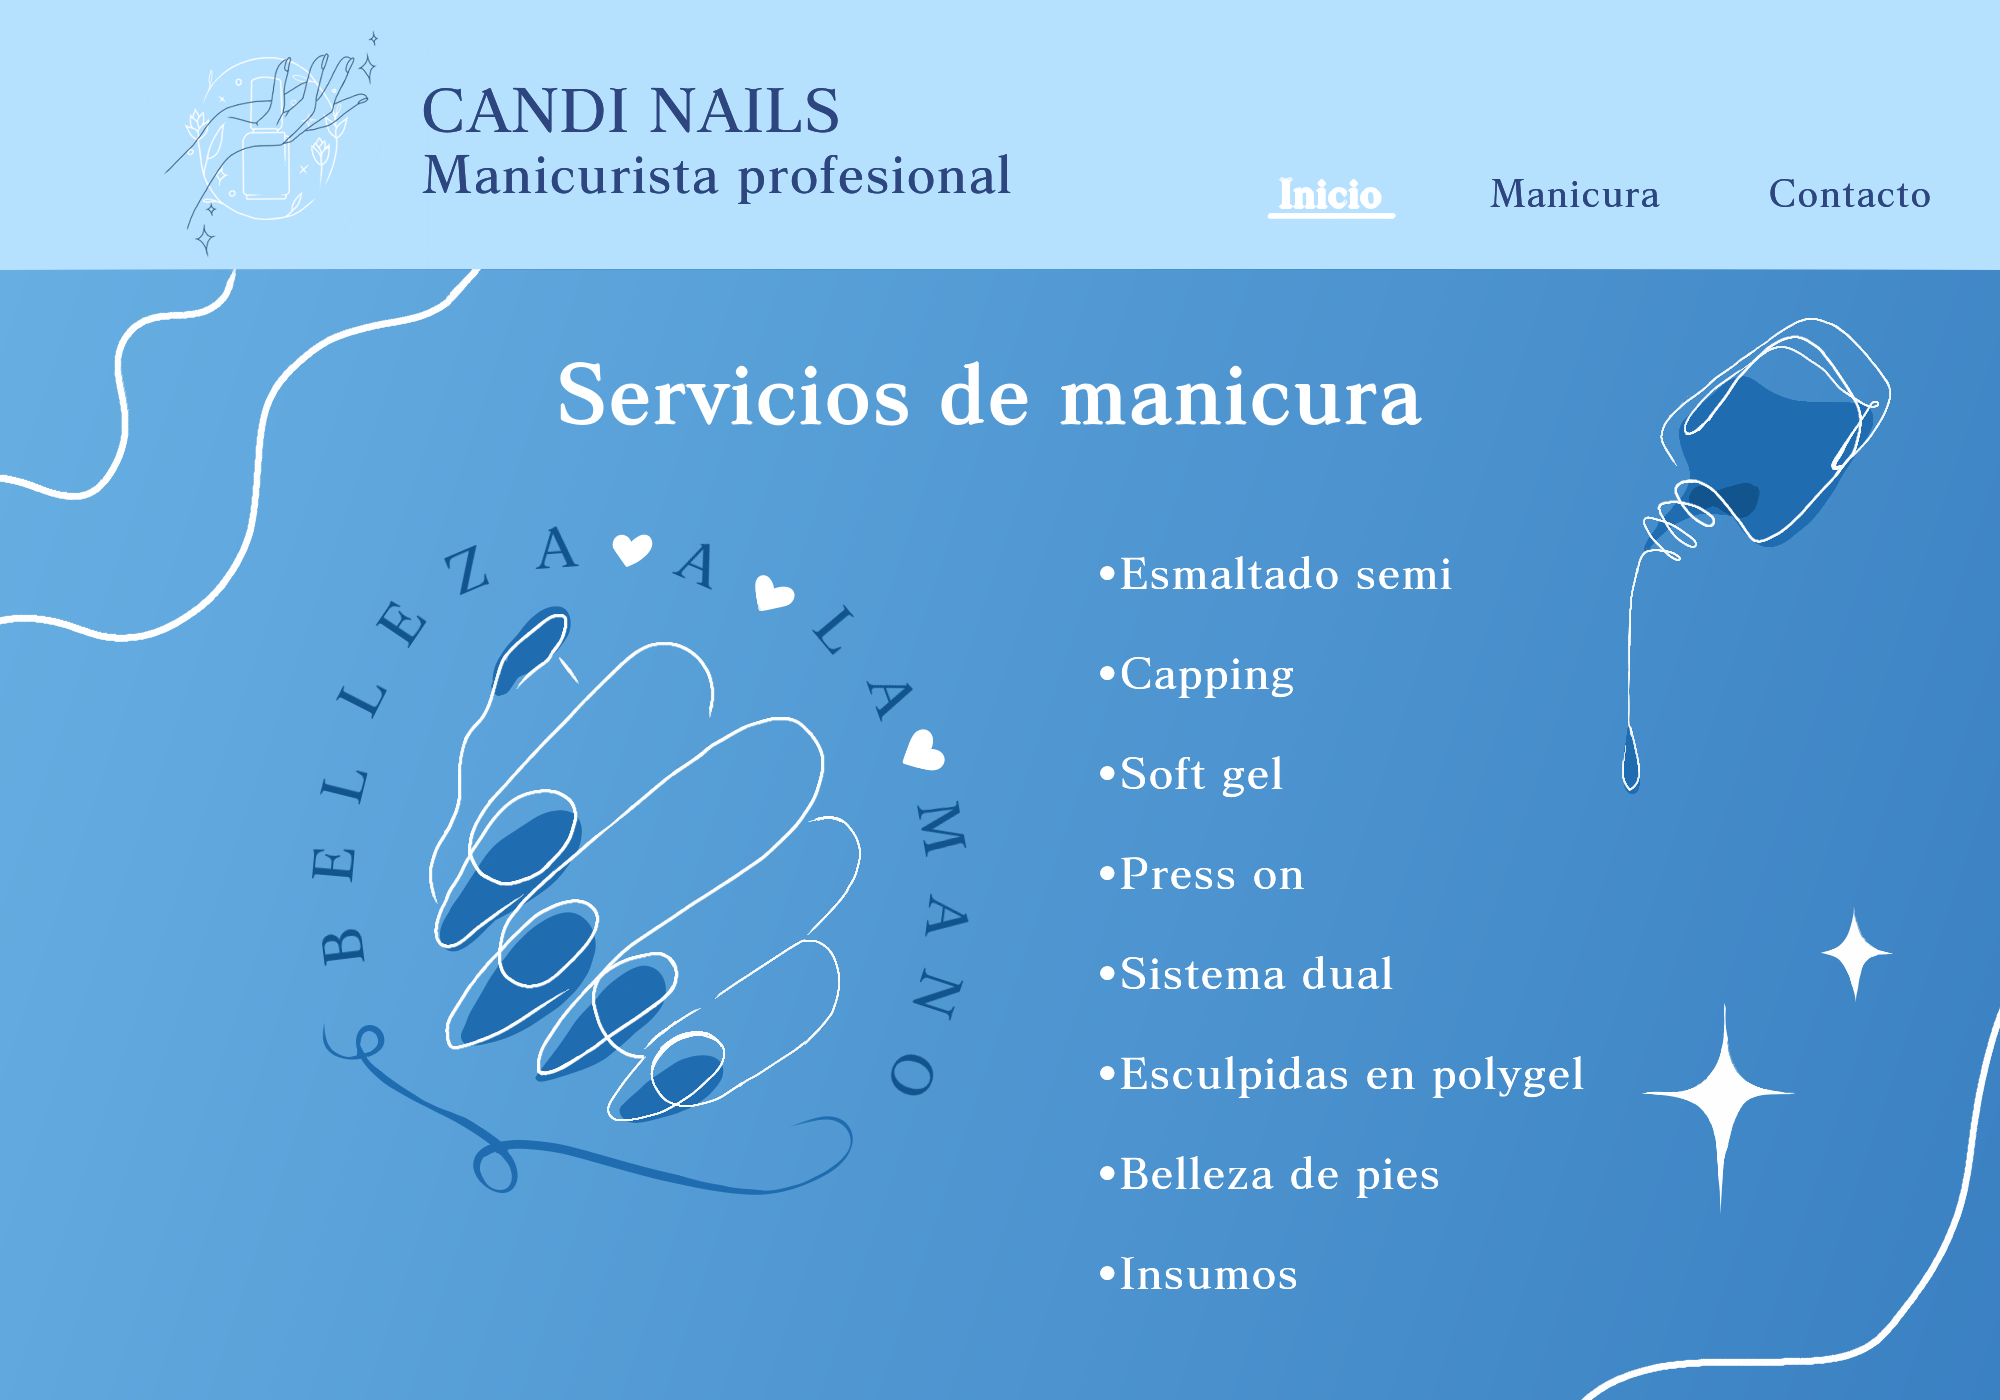 CANDI NAILS
Manicurista profesional
Inicio
Manicura
Contacto
Servicios de manicura
BELLEZA A LA MANO
•Esmaltado semi
•Capping
•Soft gel
•Press on
•Sistema dual
•Esculpidas en polygel
•Belleza de pies
•Insumos